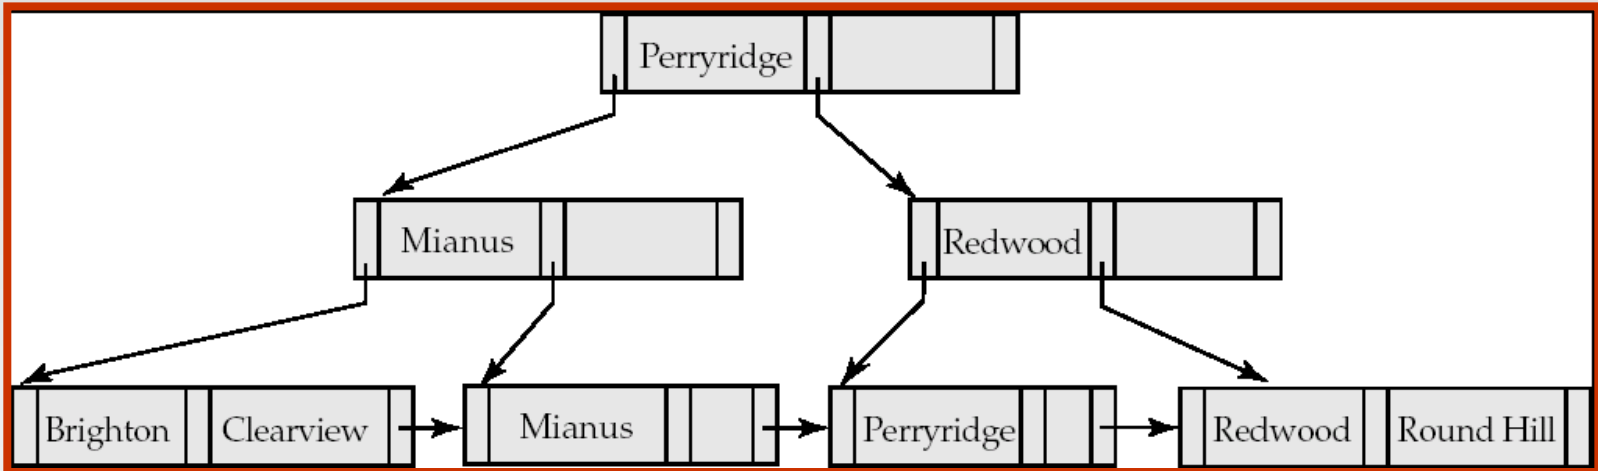 Perryridge
Mianus
Redwood
Brighton
Clearview
Mianus
Perryridge
Redwood
Round Hill